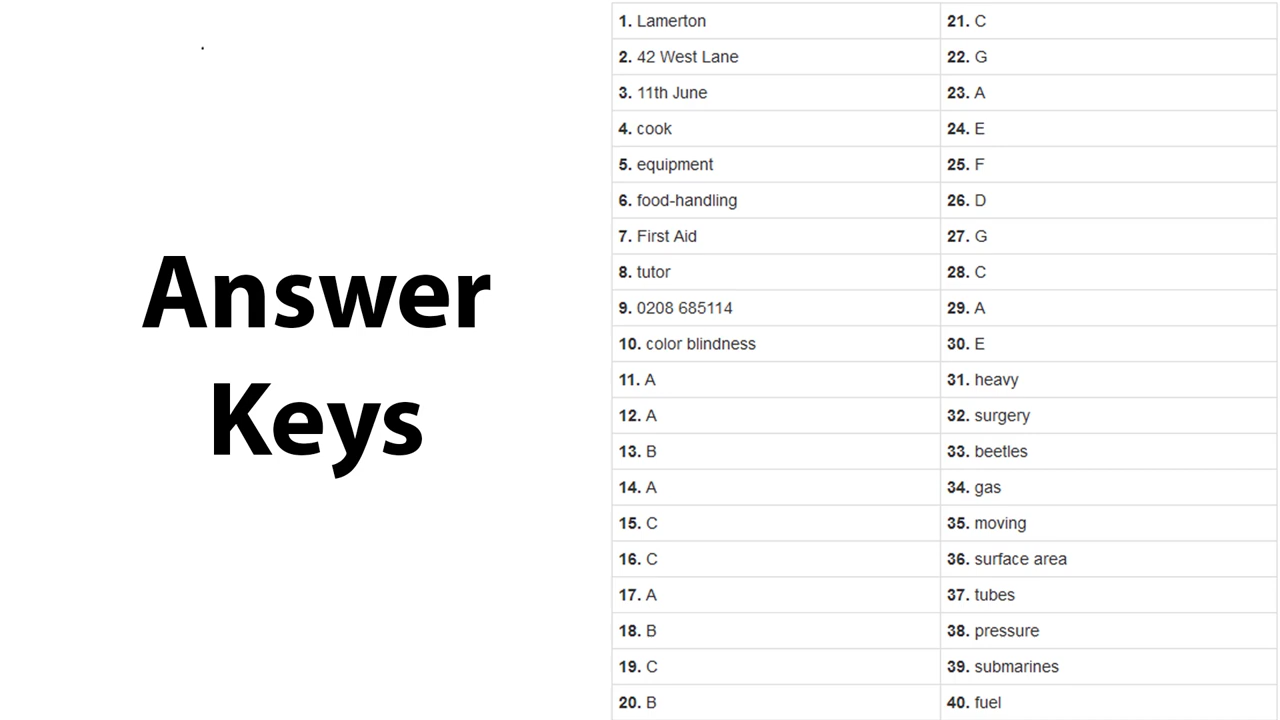 Answer
Keys
1. Lamerton
2. 42 West Lane
3. 11th June
4. cook
5. equipment
6. food-handling
7. First Aid
8. tutor
9. 0208 685114
10. color blindness
11. A
12. A
13. B
14. A
15. C
16. C
17. A
18. B
19. C
20. B
21. C
22. G
23. A
24. E
25. F
26. D
27. G
28. C
29. A
30. E
31. heavy
32. surgery
33. beetles
34. gas
35. moving
36. surface area
37. tubes
38. pressure
39. submarines
40. fuel